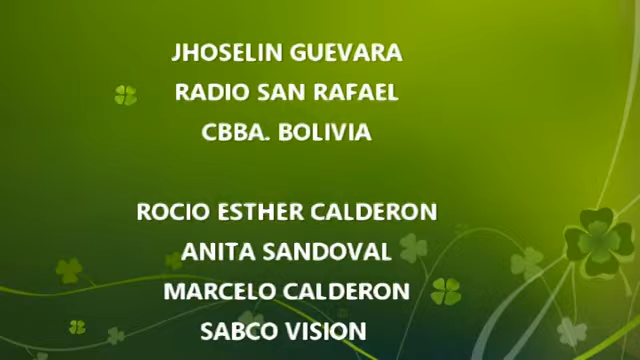 JHOSELIN GUEVARA
RADIO SAN RAFAEL
CBBA. BOLIVIA
ROCIO ESTHER CALDERON
ANITA SANDOVAL
MARCELO CALDERON
SABCO VISION